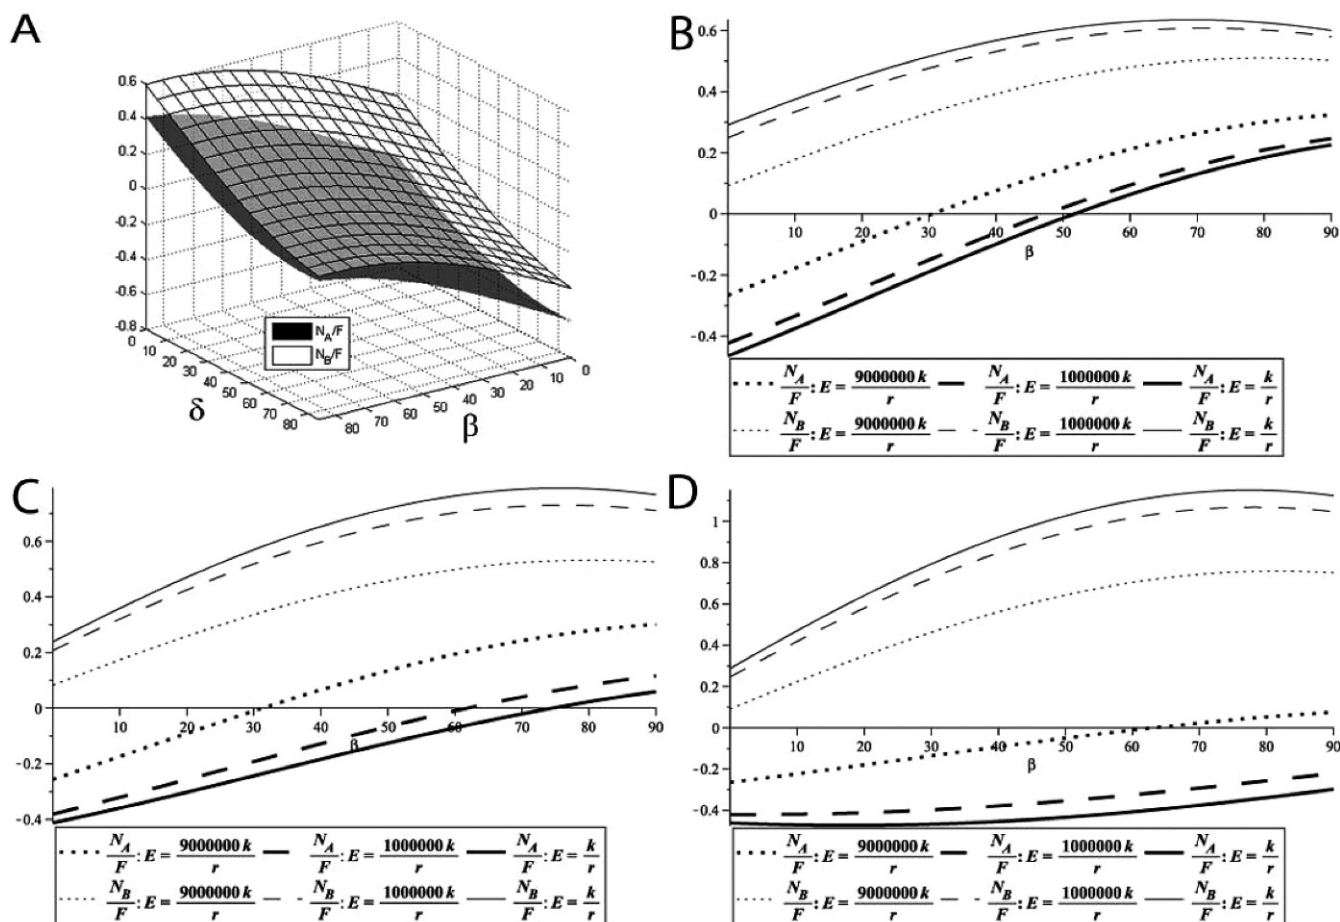 A
0.6
0.4
0.2
0
-0.2
-0.4
-0.6
-0.8
0 10 20 30 40 50 60 70 80
δ
80 70 60 50 40 30 20 10 0
β
N_A/F
N_B/F
B
0.6
0.4
0.2
0
-0.2
-0.4
10 20 30 40 50 60 70 80 90
β
N_A/F : E = 9000000 k/r N_A/F : E = 1000000 k/r N_A/F : E = k/r
N_B/F : E = 9000000 k/r N_B/F : E = 1000000 k/r N_B/F : E = k/r
C
0.6
0.4
0.2
0
-0.2
-0.4
10 20 30 40 50 60 70 80 90
β
N_A/F : E = 9000000 k/r N_A/F : E = 1000000 k/r N_A/F : E = k/r
N_B/F : E = 9000000 k/r N_B/F : E = 1000000 k/r N_B/F : E = k/r
D
1
0.8
0.6
0.4
0.2
0
-0.2
-0.4
10 20 30 40 50 60 70 80 90
β
N_A/F : E = 9000000 k/r N_A/F : E = 1000000 k/r N_A/F : E = k/r
N_B/F : E = 9000000 k/r N_B/F : E = 1000000 k/r N_B/F : E = k/r